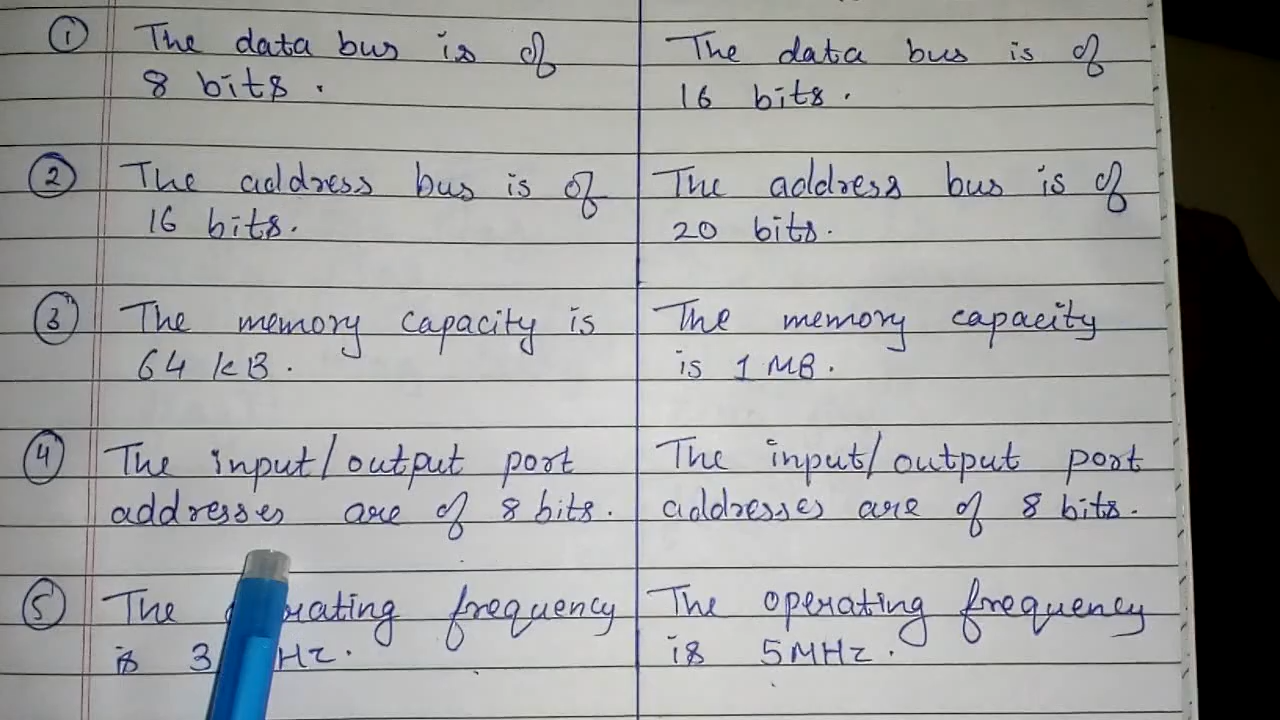 ① The data bus is of
8 bits.
The data bus is of
16 bits.
② The address bus is of
16 bits.
The address bus is of
20 bits.
③ The memory capacity is
64 kB.
The memory capacity
is 1 MB.
④ The input/output port
addresses are of 8 bits.
The input/output port
addresses are of 8 bits.
⑤ The frequency
is 3 Hz.
The operating frequency
is 5MHz.